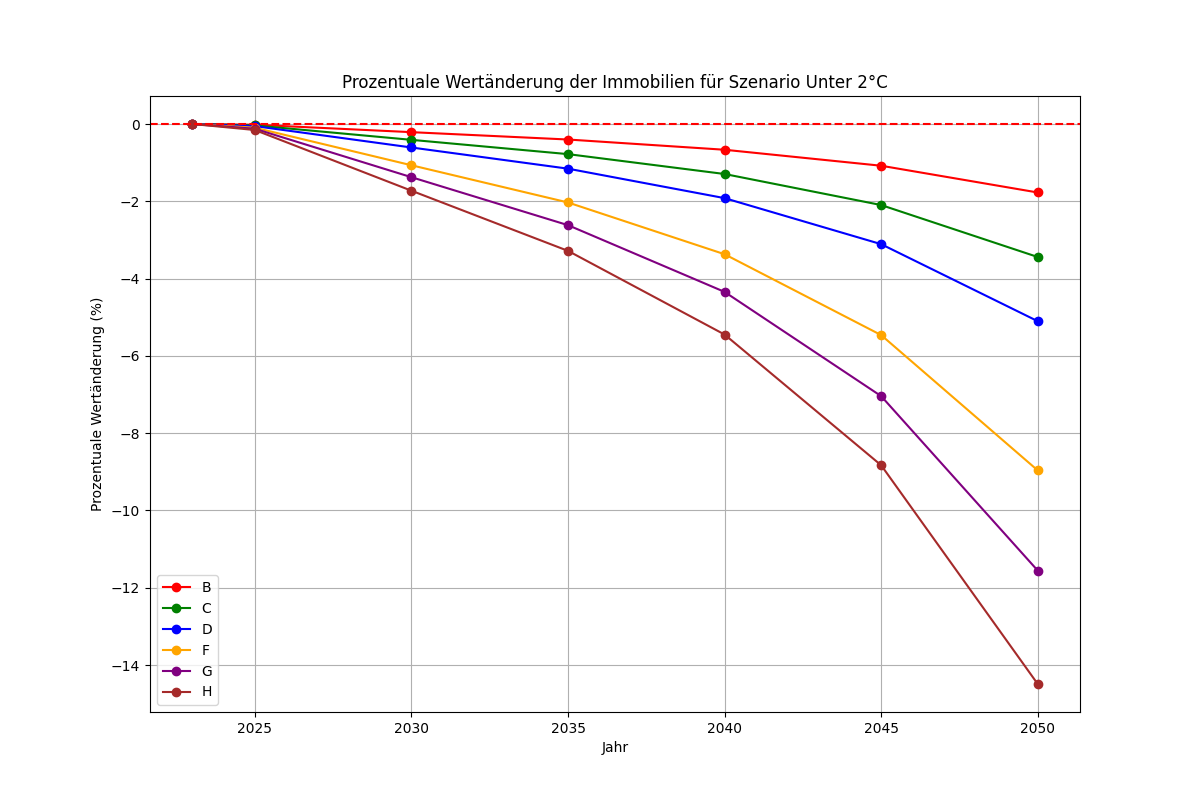 Prozentuale Wertänderung der Immobilien für Szenario Unter 2°C
Prozentuale Wertänderung (%)
0
−2
−4
−6
−8
−10
−12
−14
B
C
D
F
G
H
2025 2030 2035 2040 2045 2050
Jahr